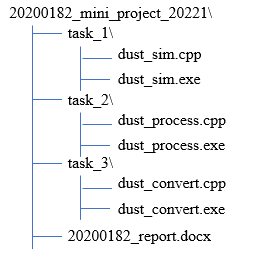 20200182_mini_project_20221\
task_1\
dust_sim.cpp
dust_sim.exe
task_2\
dust_process.cpp
dust_process.exe
task_3\
dust_convert.cpp
dust_convert.exe
20200182_report.docx